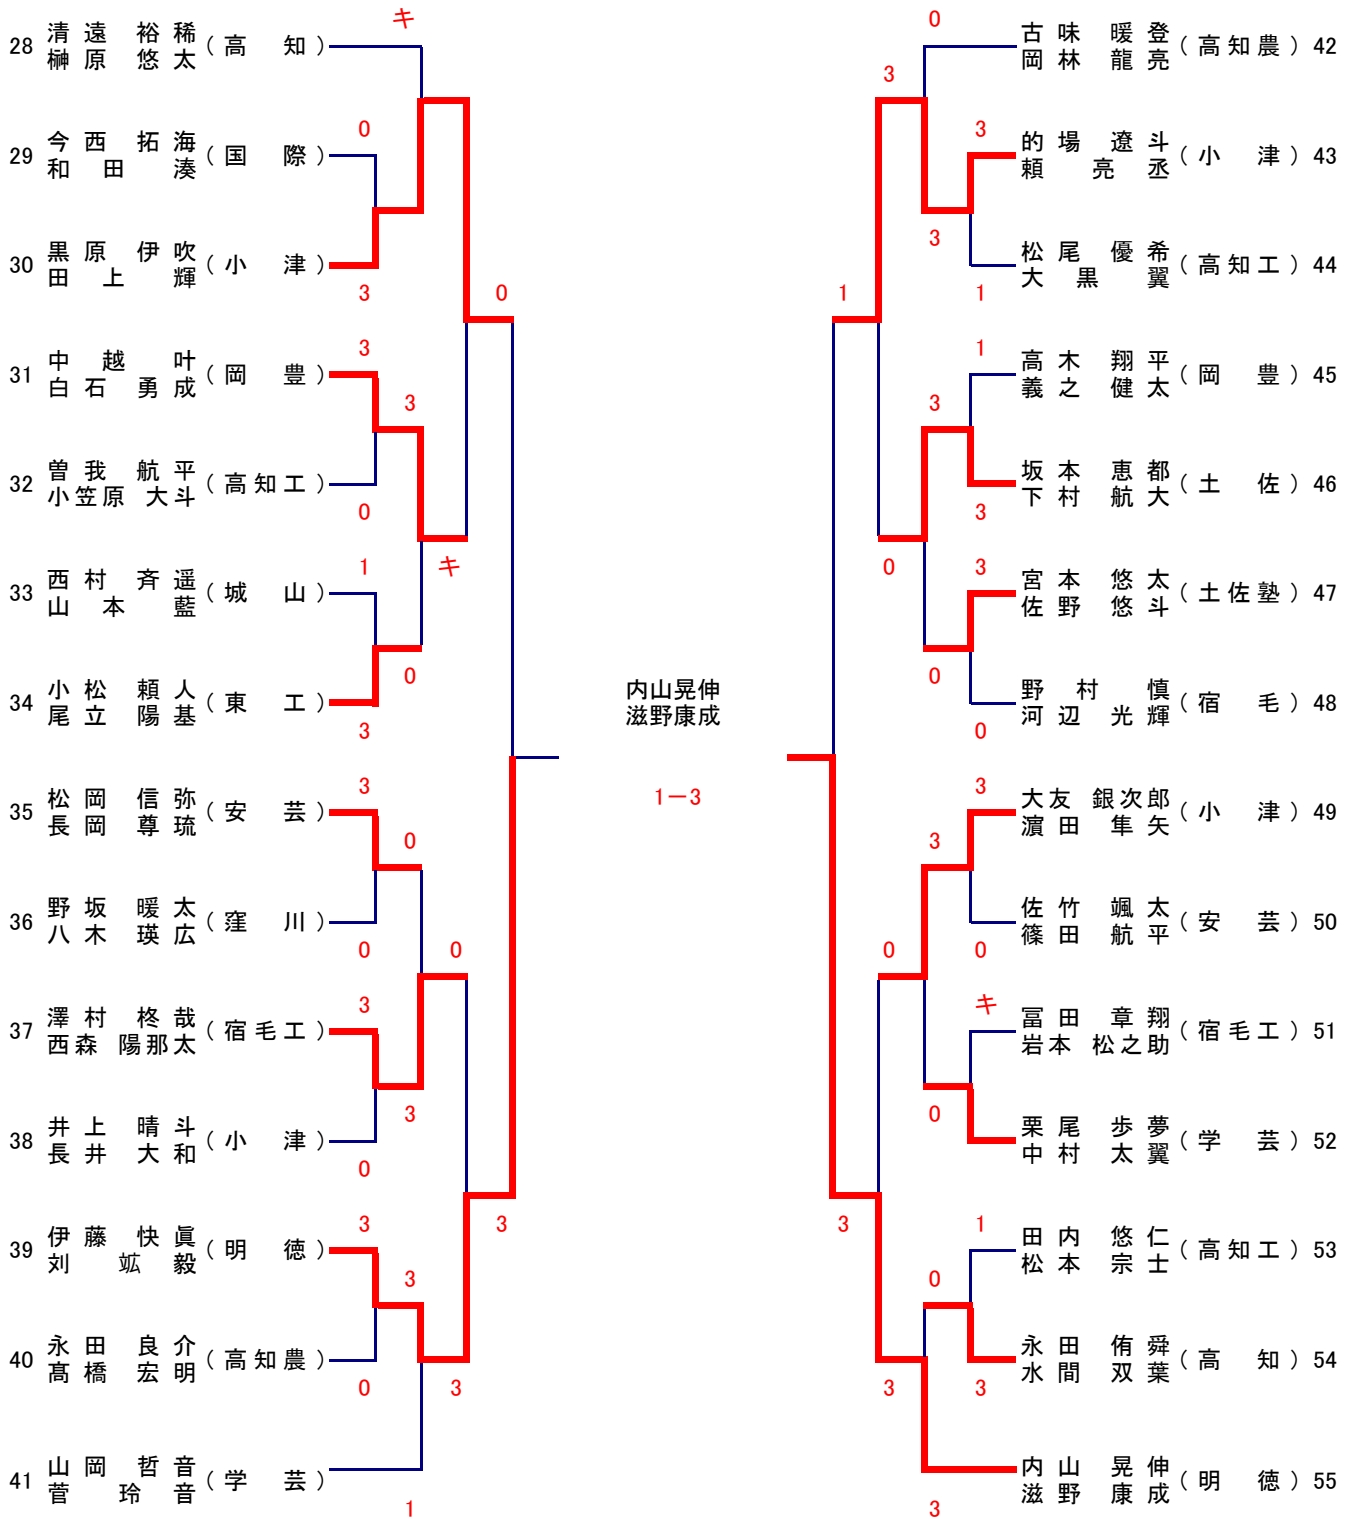 キ
28 清遠 裕稀 榊原 悠太 (高知)
0
29 今西 拓海 和田 湊 (国際)
30 黒原 伊吹 田上 輝 (小津)
3
0
3
31 中越 叶 白石 勇成 (岡豊)
3
32 曽我 航平 小笠原 大斗 (高知工)
0
1
キ
33 西村 斉遥 山本 藍 (城山)
0
34 小松 頼人 尾立 陽基 (東工)
3
3
35 松岡 信弥 長岡 尊琉 (安芸)
0
36 野坂 暖太 八木 瑛広 (窪川)
0
0
3
37 澤村 柊哉 西森 陽那太 (宿毛工)
3
38 井上 晴斗 長井 大和 (小津)
0
3
3
39 伊藤 快眞 刘 竑毅 (明徳)
3
40 永田 良介 髙橋 宏明 (高知農)
0
3
41 山岡 哲音 菅 玲音 (学芸)
1
内山晃伸
滋野康成
1－3
0
古味 暖登 岡林 龍亮 (高知農) 42
3
3
的場 遼斗 頼 亮丞 (小津) 43
3
松尾 優希 大黒 翼 (高知工) 44
1
1
1
高木 翔平 義之 健太 (岡豊) 45
3
坂本 恵都 下村 航大 (土佐) 46
3
0
3
宮本 悠太 佐野 悠斗 (土佐塾) 47
0
野村 慎 河辺 光輝 (宿毛) 48
0
3
大友 銀次郎 濵田 隼矢 (小津) 49
3
佐竹 颯太 篠田 航平 (安芸) 50
0
0
キ
冨田 章翔 岩本 松之助 (宿毛工) 51
0
栗尾 歩夢 中村 太翼 (学芸) 52
3
1
田内 悠仁 松本 宗士 (高知工) 53
0
永田 侑舜 水間 双葉 (高知) 54
3
3
内山 晃伸 滋野 康成 (明徳) 55
3